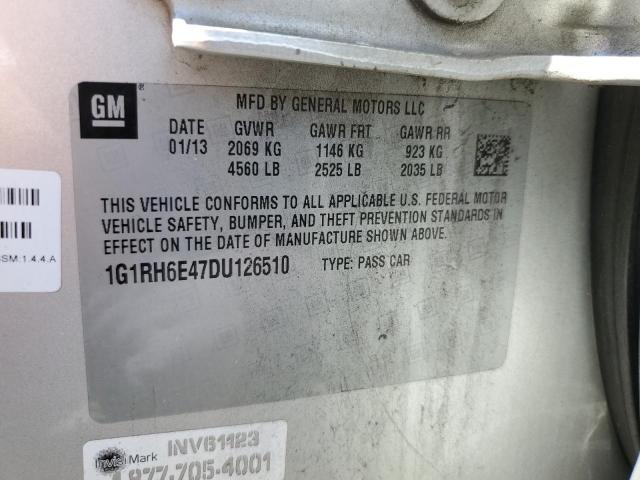 GM
MFD BY GENERAL MOTORS LLC
DATE GVWR GAWR FRT GAWR RR
01/13 2069 KG 1146 KG 923 KG
4560 LB 2525 LB 2035 LB
THIS VEHICLE CONFORMS TO ALL APPLICABLE U.S. FEDERAL MOTOR
VEHICLE SAFETY, BUMPER, AND THEFT PREVENTION STANDARDS IN
EFFECT ON THE DATE OF MANUFACTURE SHOWN ABOVE.
1G1RH6E47DU126510 TYPE: PASS CAR
SM:1.4.4.A
InvisiMark INV61123
1.877.705.4001